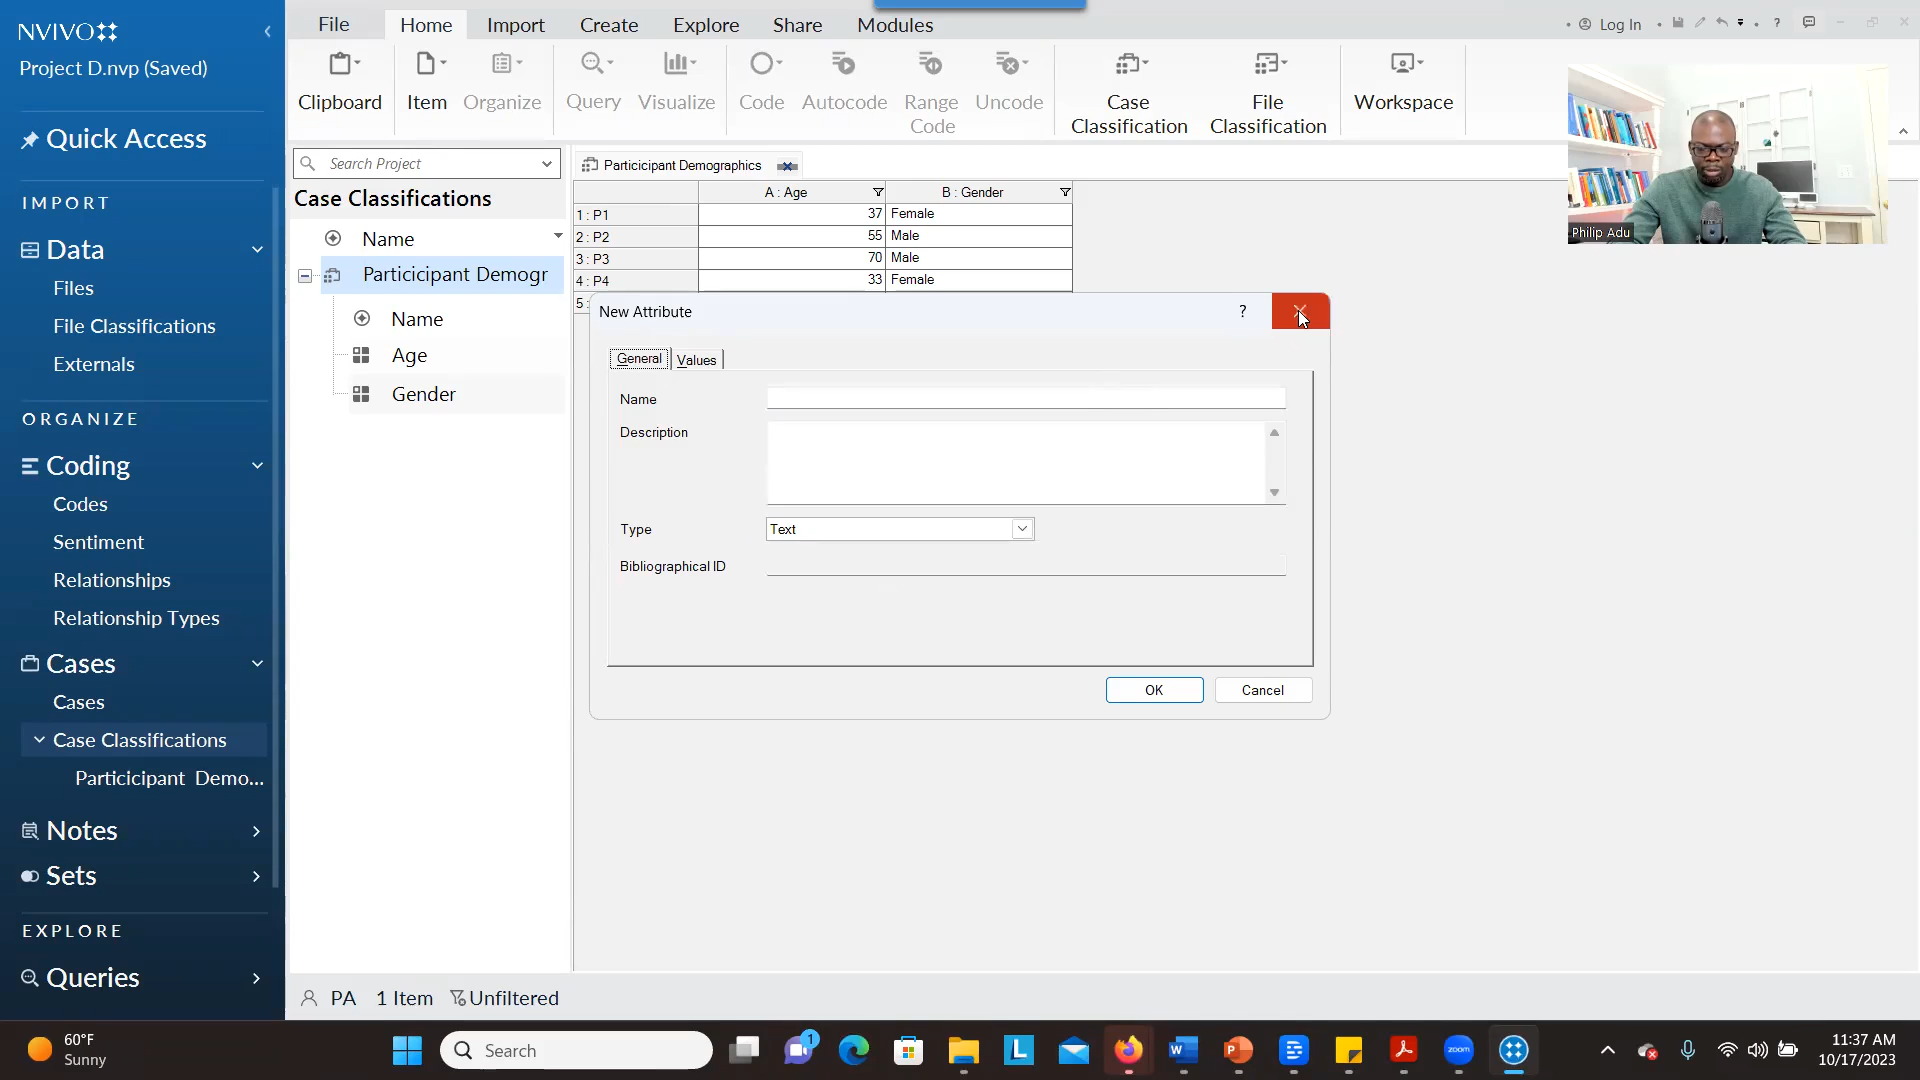 NVIVO
Project D.nvp (Saved)
Quick Access
IMPORT
Data
Files
File Classifications
Externals
ORGANIZE
Coding
Codes
Sentiment
Relationships
Relationship Types
Cases
Cases
Case Classifications
Particicipant Demo...
Notes
Sets
EXPLORE
Queries
File Home Import Create Explore Share Modules
Log In ?
Clipboard Item Organize Query Visualize Code Autocode Range Code Uncode Case Classification File Classification Workspace
Search Project
Case Classifications
Name
Particicipant Demogr
Name
Age
Gender
Particicipant Demographics
A : Age B : Gender
1 : P1 37 Female
2 : P2 55 Male
3 : P3 70 Male
4 : P4 33 Female
5 :
New Attribute ?
General Values
Name
Description
Type Text
Bibliographical ID
OK Cancel
Philip Adu
PA 1 Item Unfiltered
60°F
Sunny
Search
1
L
W
P
zoom
11:37 AM
10/17/2023